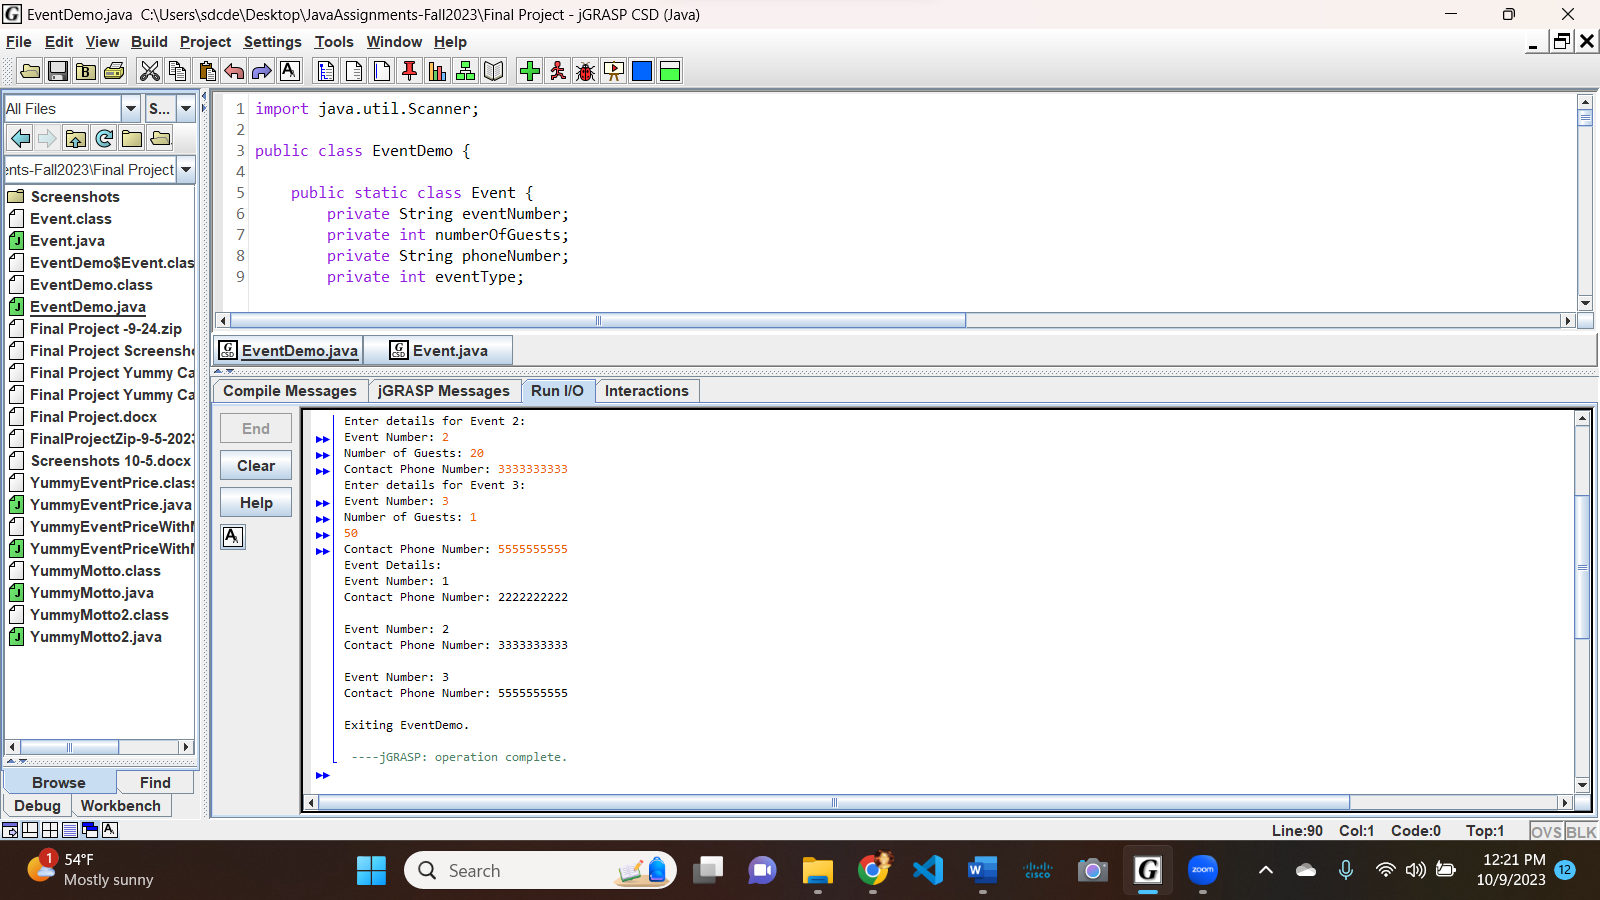 EventDemo.java  C:\Users\sdcde\Desktop\JavaAssignments-Fall2023\Final Project - jGRASP CSD (Java)
File Edit View Build Project Settings Tools Window Help
All Files S...
ents-Fall2023\Final Project
Screenshots
Event.class
Event.java
EventDemo$Event.clas
EventDemo.class
EventDemo.java
Final Project -9-24.zip
Final Project Screensho
Final Project Yummy Ca
Final Project Yummy Ca
Final Project.docx
FinalProjectZip-9-5-2023
Screenshots 10-5.docx
YummyEventPrice.class
YummyEventPrice.java
YummyEventPriceWithM
YummyEventPriceWithM
YummyMotto.class
YummyMotto.java
YummyMotto2.class
YummyMotto2.java
Browse Find
Debug Workbench
1 import java.util.Scanner;
2
3 public class EventDemo {
4
5     public static class Event {
6         private String eventNumber;
7         private int numberOfGuests;
8         private String phoneNumber;
9         private int eventType;
EventDemo.java Event.java
Compile Messages jGRASP Messages Run I/O Interactions
End
Clear
Help
Enter details for Event 2:
Event Number: 2
Number of Guests: 20
Contact Phone Number: 3333333333
Enter details for Event 3:
Event Number: 3
Number of Guests: 1
50
Contact Phone Number: 5555555555
Event Details:
Event Number: 1
Contact Phone Number: 2222222222
Event Number: 2
Contact Phone Number: 3333333333
Event Number: 3
Contact Phone Number: 5555555555
Exiting EventDemo.
----jGRASP: operation complete.
Line:90 Col:1 Code:0 Top:1 OVS BLK
1 54°F
Mostly sunny
Search
cisco
zoom
12:21 PM
10/9/2023
12